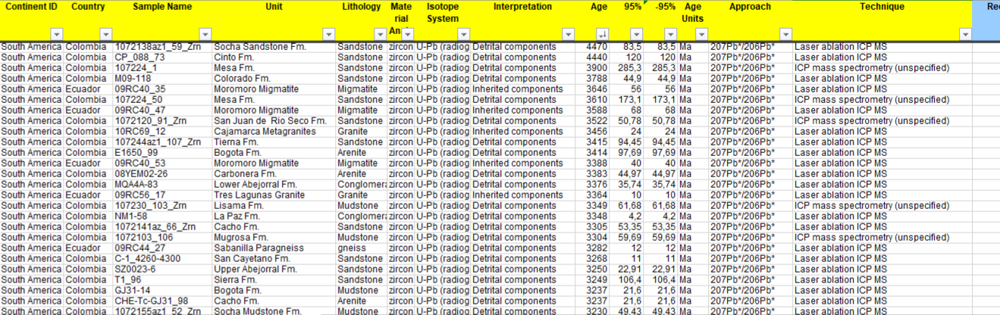 Continent ID Country Sample Name Unit Lithology Mate rial An Isotope System Interpretation Age 95% -95% Age Units Approach Technique Re
South America Colombia 1072138az1_59_Zrn Socha Sandstone Fm. Sandstone zircon U-Pb (radiog Detrital components 4470 83,5 83,5 Ma 207Pb*/206Pb* Laser ablation ICP MS
South America Colombia CP_088_73 Cinto Fm. Sandstone zircon U-Pb (radiog Detrital components 4440 120 120 Ma 207Pb*/206Pb* Laser ablation ICP MS
South America Colombia 107224_1 Mesa Fm. Sandstone zircon U-Pb (radiog Detrital components 3900 285,3 285,3 Ma 207Pb*/206Pb* ICP mass spectrometry (unspecified)
South America Colombia M09-118 Colorado Fm. Sandstone zircon U-Pb (radiog Detrital components 3788 44,9 44,9 Ma 207Pb*/206Pb* Laser ablation ICP MS
South America Ecuador 09RC40_35 Moromoro Migmatite Migmatite zircon U-Pb (radiog Inherited components 3646 56 56 Ma 207Pb*/206Pb* Laser ablation ICP MS
South America Colombia 107224_50 Mesa Fm. Sandstone zircon U-Pb (radiog Detrital components 3610 173,1 173,1 Ma 207Pb*/206Pb* ICP mass spectrometry (unspecified)
South America Ecuador 09RC40_47 Moromoro Migmatite Migmatite zircon U-Pb (radiog Inherited components 3588 68 68 Ma 207Pb*/206Pb* Laser ablation ICP MS
South America Colombia 1072120_91_Zrn San Juan de Rio Seco Fm. Sandstone zircon U-Pb (radiog Detrital components 3522 50,78 50,78 Ma 207Pb*/206Pb* ICP mass spectrometry (unspecified)
South America Colombia 10RC69_12 Cajamarca Metagranites Granite zircon U-Pb (radiog Inherited components 3456 24 24 Ma 207Pb*/206Pb* Laser ablation ICP MS
South America Colombia 107244az1_107_Zrn Tierna Fm. Sandstone zircon U-Pb (radiog Detrital components 3415 94,45 94,45 Ma 207Pb*/206Pb* Laser ablation ICP MS
South America Colombia E1650_99 Bogota Fm. Arenite zircon U-Pb (radiog Detrital components 3414 97,69 97,69 Ma 207Pb*/206Pb* Laser ablation ICP MS
South America Ecuador 09RC40_53 Moromoro Migmatite Migmatite zircon U-Pb (radiog Inherited components 3388 40 40 Ma 207Pb*/206Pb* Laser ablation ICP MS
South America Colombia 08YEM02-26 Carbonera Fm. Arenite zircon U-Pb (radiog Detrital components 3383 44,97 44,97 Ma 207Pb*/206Pb* Laser ablation ICP MS
South America Colombia MQA4A-83 Lower Abejorral Fm. Conglomera zircon U-Pb (radiog Detrital components 3376 35,74 35,74 Ma 207Pb*/206Pb* Laser ablation ICP MS
South America Ecuador 09RC56_17 Tres Lagunas Granite Granite zircon U-Pb (radiog Inherited components 3364 10 10 Ma 207Pb*/206Pb* Laser ablation ICP MS
South America Colombia 107230_103_Zrn Lisama Fm. Mudstone zircon U-Pb (radiog Detrital components 3349 61,68 61,68 Ma 207Pb*/206Pb* ICP mass spectrometry (unspecified)
South America Colombia NM1-58 La Paz Fm. Conglomera zircon U-Pb (radiog Detrital components 3348 4,2 4,2 Ma 207Pb*/206Pb* Laser ablation ICP MS
South America Colombia 1072141az_66_Zrn Cacho Fm. Sandstone zircon U-Pb (radiog Detrital components 3305 53,35 53,35 Ma 207Pb*/206Pb* Laser ablation ICP MS
South America Colombia 1072103_106 Mugrosa Fm. Mudstone zircon U-Pb (radiog Detrital components 3304 59,69 59,69 Ma 207Pb*/206Pb* ICP mass spectrometry (unspecified)
South America Ecuador 09RC44_27 Sabanilla Paragneiss gneiss zircon U-Pb (radiog Detrital components 3282 12 12 Ma 207Pb*/206Pb* Laser ablation ICP MS
South America Colombia C-1_4260-4300 San Cayetano Fm. Sandstone zircon U-Pb (radiog Detrital components 3268 11 11 Ma 207Pb*/206Pb* Laser ablation ICP MS
South America Colombia SZ0023-6 Upper Abejorral Fm. Sandstone zircon U-Pb (radiog Detrital components 3250 22,91 22,91 Ma 207Pb*/206Pb* Laser ablation ICP MS
South America Colombia T1_96 Sierra Fm. Sandstone zircon U-Pb (radiog Detrital components 3249 106,4 106,4 Ma 207Pb*/206Pb* Laser ablation ICP MS
South America Colombia GJ31-14 Bogota Fm. Mudstone zircon U-Pb (radiog Detrital components 3237 21,6 21,6 Ma 207Pb*/206Pb* Laser ablation ICP MS
South America Colombia CHE-Tc-GJ31_98 Cacho Fm. Arenite zircon U-Pb (radiog Detrital components 3237 21,6 21,6 Ma 207Pb*/206Pb* Laser ablation ICP MS
South America Colombia 1072155az1_52_Zrn Socha Mudstone Fm. Mudstone zircon U-Pb (radiog Detrital components 3230 49,43 49,43 Ma 207Pb*/206Pb* Laser ablation ICP MS